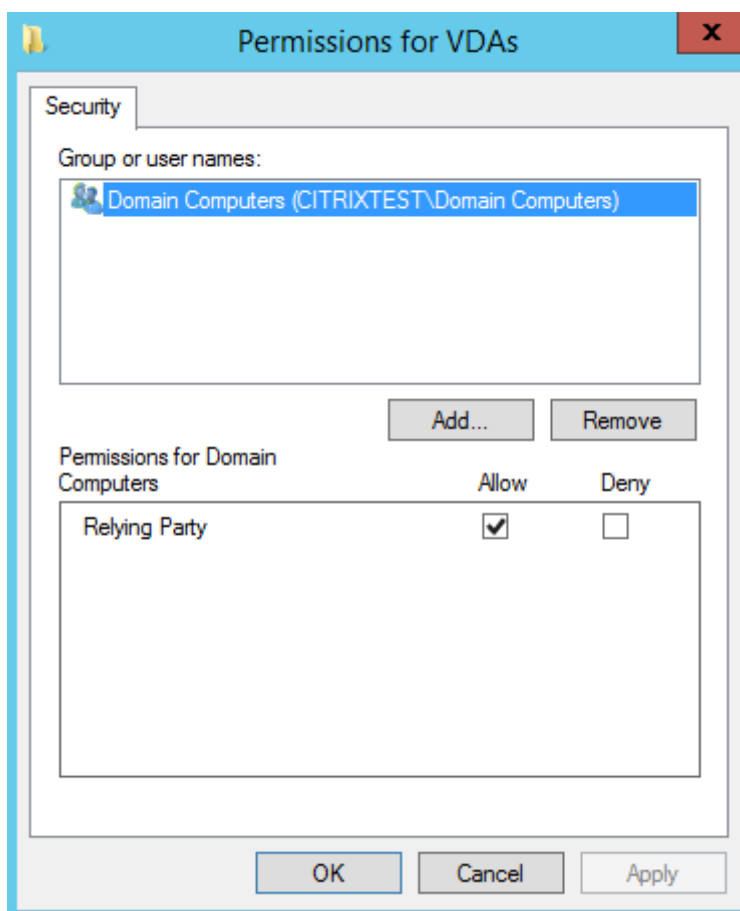 Permissions for VDAs
x
Security
Group or user names:
Domain Computers (CITRIXTEST\Domain Computers)
Add... Remove
Permissions for Domain
Computers Allow Deny
Relying Party
OK Cancel Apply